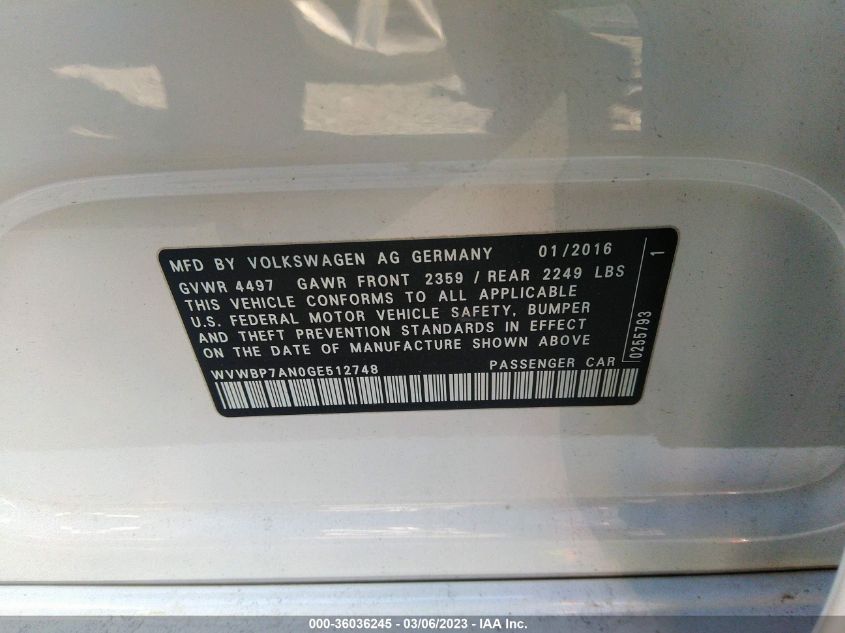 MFD BY VOLKSWAGEN AG GERMANY 01/2016
GVWR 4497 GAWR FRONT 2359 / REAR 2249 LBS
THIS VEHICLE CONFORMS TO ALL APPLICABLE
U.S. FEDERAL MOTOR VEHICLE SAFETY, BUMPER
AND THEFT PREVENTION STANDARDS IN EFFECT
ON THE DATE OF MANUFACTURE SHOWN ABOVE
WVWBP7AN0GE512748 PASSENGER CAR
0255793 1
000-36036245 - 03/06/2023 - IAA Inc.